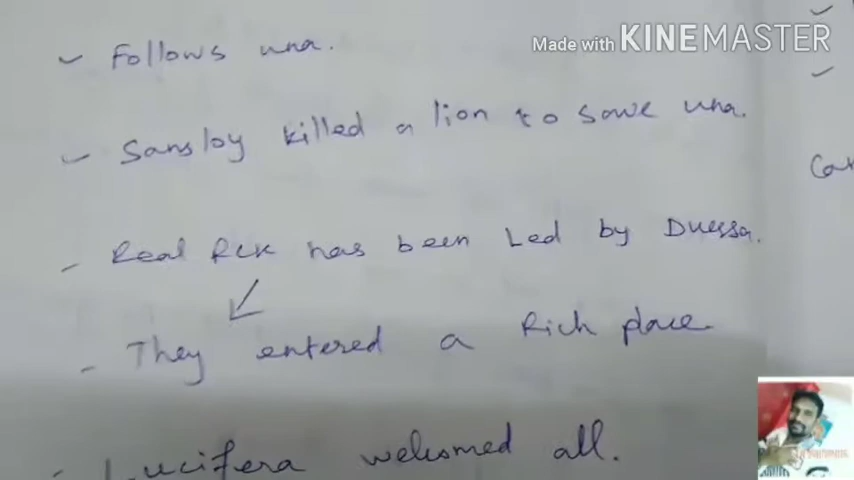 Made with KINEMASTER
Follows una.
Sansloy killed a lion to save una.
Real RCK has been Led by Duessa.
They entered a Rich place
Lucifera welcomed all.